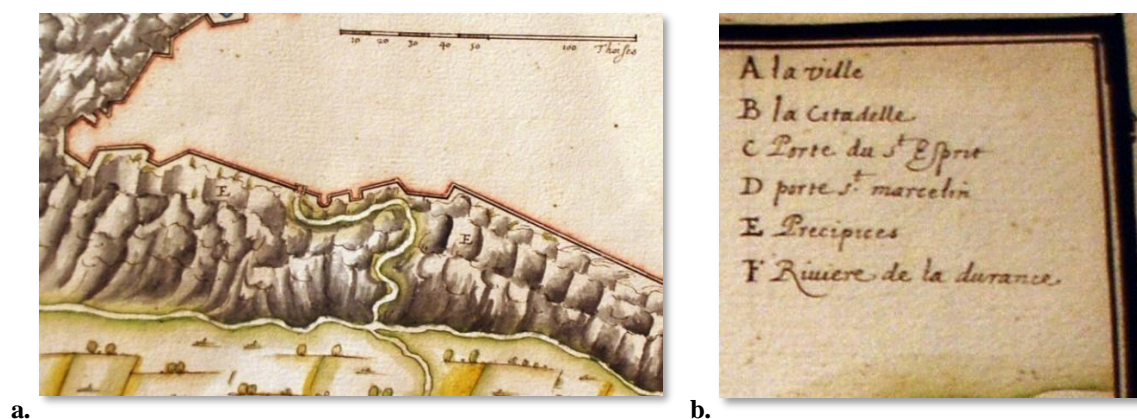 10 20 30 40 50 100 Thoises
E
E
a.
A la ville
B la Citadelle
C Porte du st Esprit
D porte st marcelin
E Precipices
F Riuiere de la durance
b.